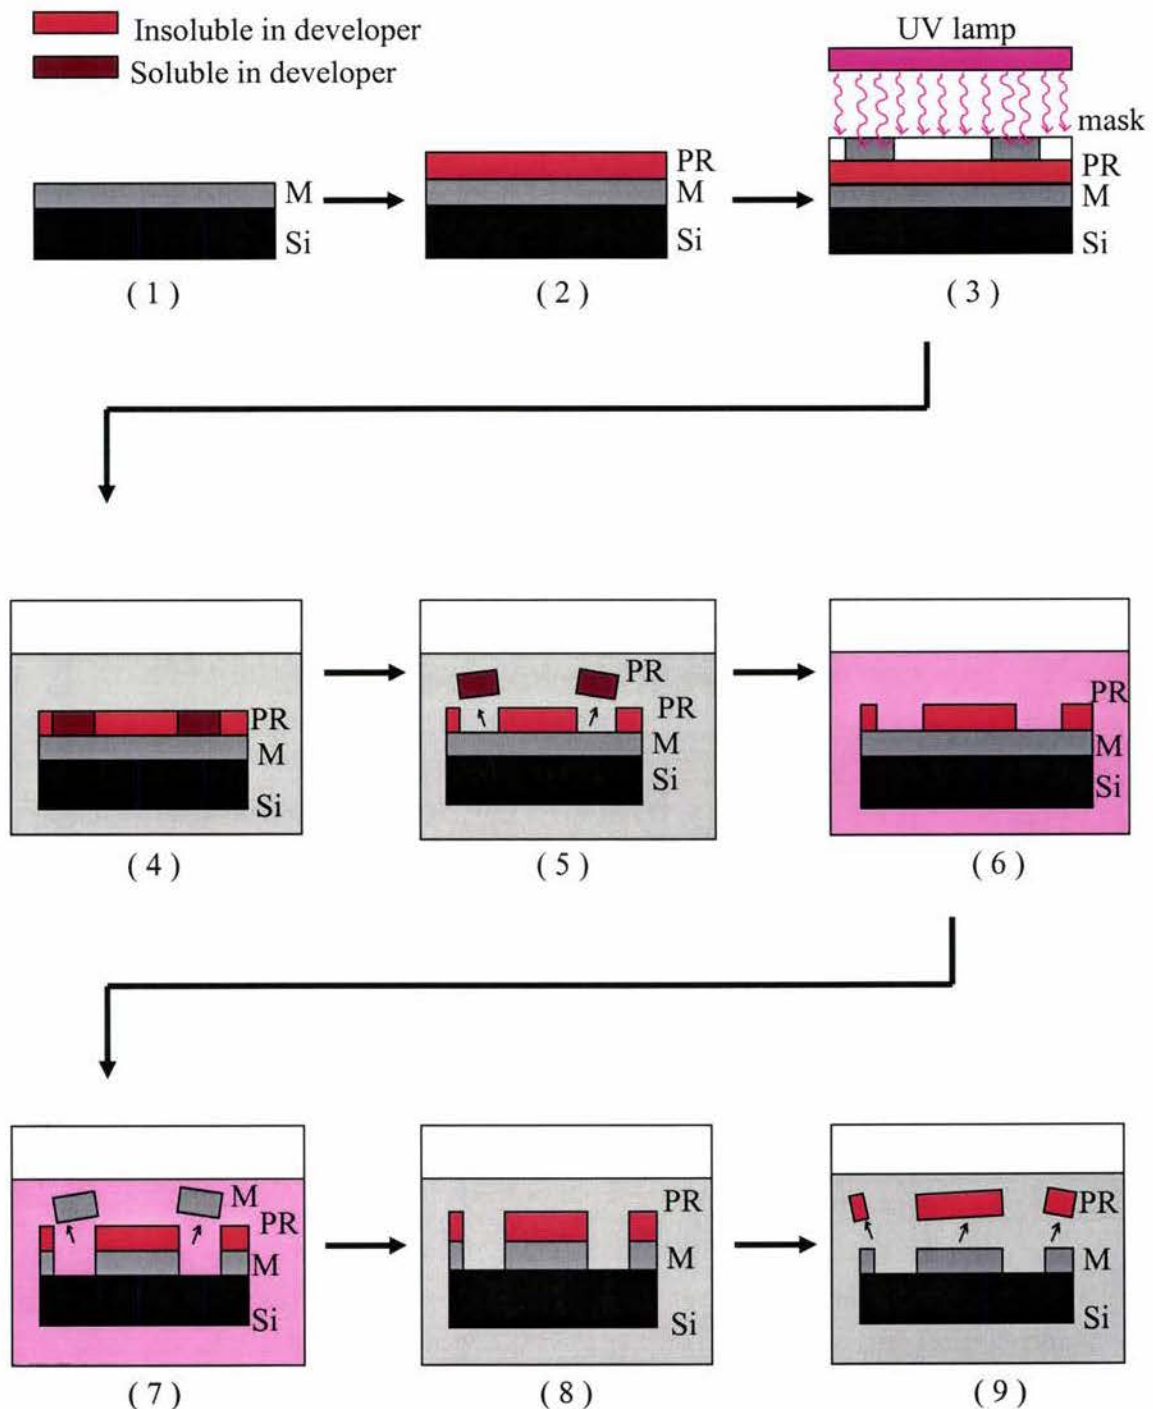 Insoluble in developer
Soluble in developer
UV lamp
mask
M
Si
( 1 )
PR
M
Si
( 2 )
PR
M
Si
( 3 )
PR
M
Si
( 4 )
PR
PR
M
Si
( 5 )
PR
M
Si
( 6 )
M
PR
M
Si
( 7 )
PR
M
Si
( 8 )
PR
M
Si
( 9 )